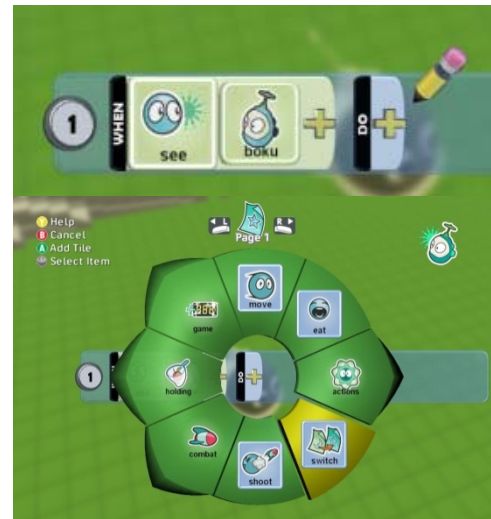 1 WHEN see boku DO
Y Help
B Cancel
A Add Tile
Select Item
L R
Page 1
move
game
eat
1
holding
DO
actions
combat
shoot
switch